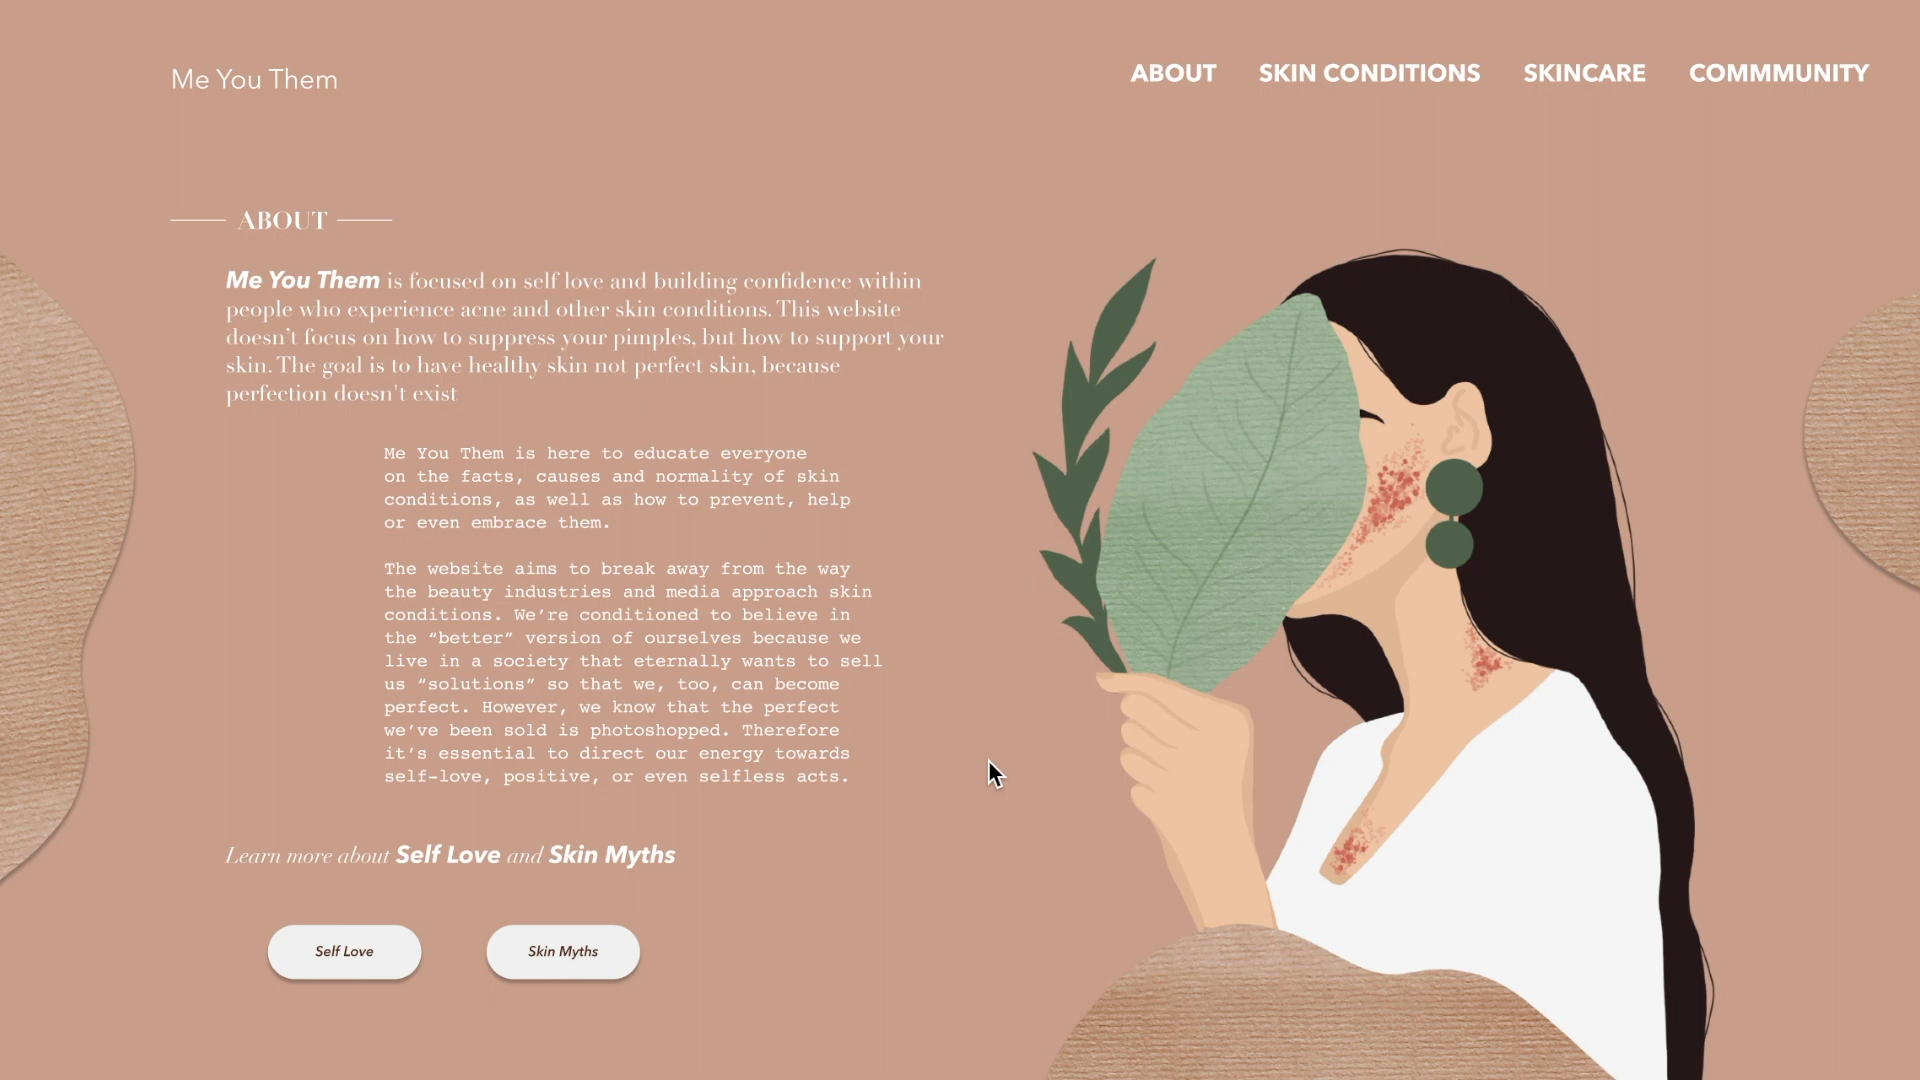 Me You Them
ABOUT
SKIN CONDITIONS
SKINCARE
COMMMUNITY
ABOUT
Me You Them is focused on self love and building confidence within
people who experience acne and other skin conditions. This website
doesn’t focus on how to suppress your pimples, but how to support your
skin. The goal is to have healthy skin not perfect skin, because
perfection doesn't exist
Me You Them is here to educate everyone
on the facts, causes and normality of skin
conditions, as well as how to prevent, help
or even embrace them.
The website aims to break away from the way
the beauty industries and media approach skin
conditions. We’re conditioned to believe in
the “better” version of ourselves because we
live in a society that eternally wants to sell
us “solutions” so that we, too, can become
perfect. However, we know that the perfect
we’ve been sold is photoshopped. Therefore
it’s essential to direct our energy towards
self-love, positive, or even selfless acts.
Learn more about Self Love and Skin Myths
Self Love
Skin Myths